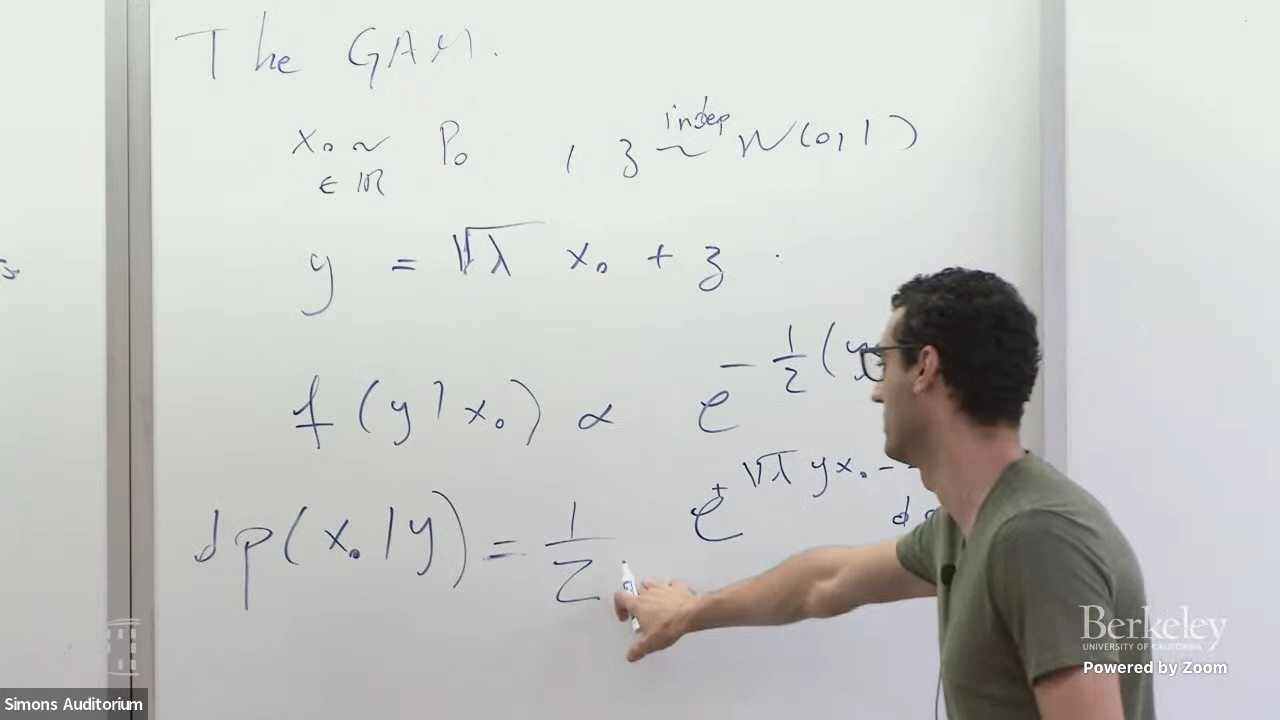 The GAM.
x₀ ~ P₀ , z ~ N(0,1)
indep
∈ ℝ
y = √λ x₀ + z .
f(y|x₀) ∝ e^{-1/2 (y
e^{+√λ y x₀ -
dp(x₀|y) = 1/Z
Berkeley
UNIVERSITY OF CALIFORNIA
Powered by Zoom
Simons Auditorium